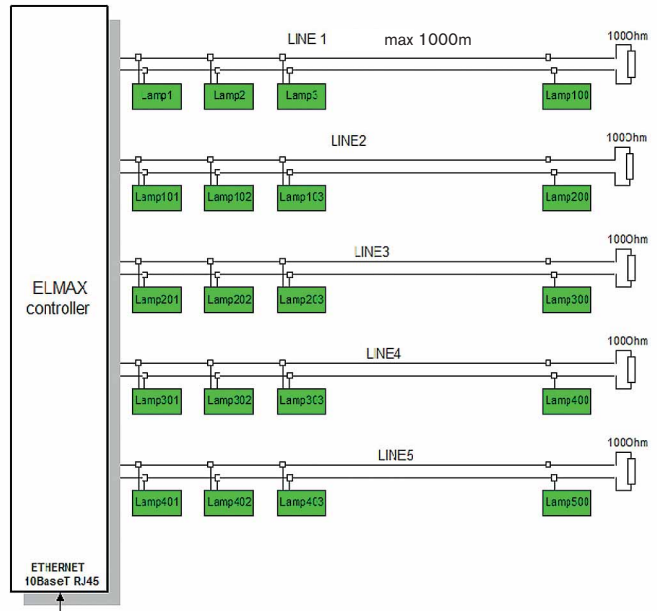 LINE 1 max 1000m
100Ohm
Lamp1 Lamp2 Lamp3 Lamp100
LINE2
100Ohm
Lamp101 Lamp102 Lamp103 Lamp200
LINE3
100Ohm
Lamp201 Lamp202 Lamp203 Lamp300
ELMAX
controller
LINE4
100Ohm
Lamp301 Lamp302 Lamp303 Lamp400
LINE5
100Ohm
Lamp401 Lamp402 Lamp403 Lamp500
ETHERNET
10BaseT RJ45